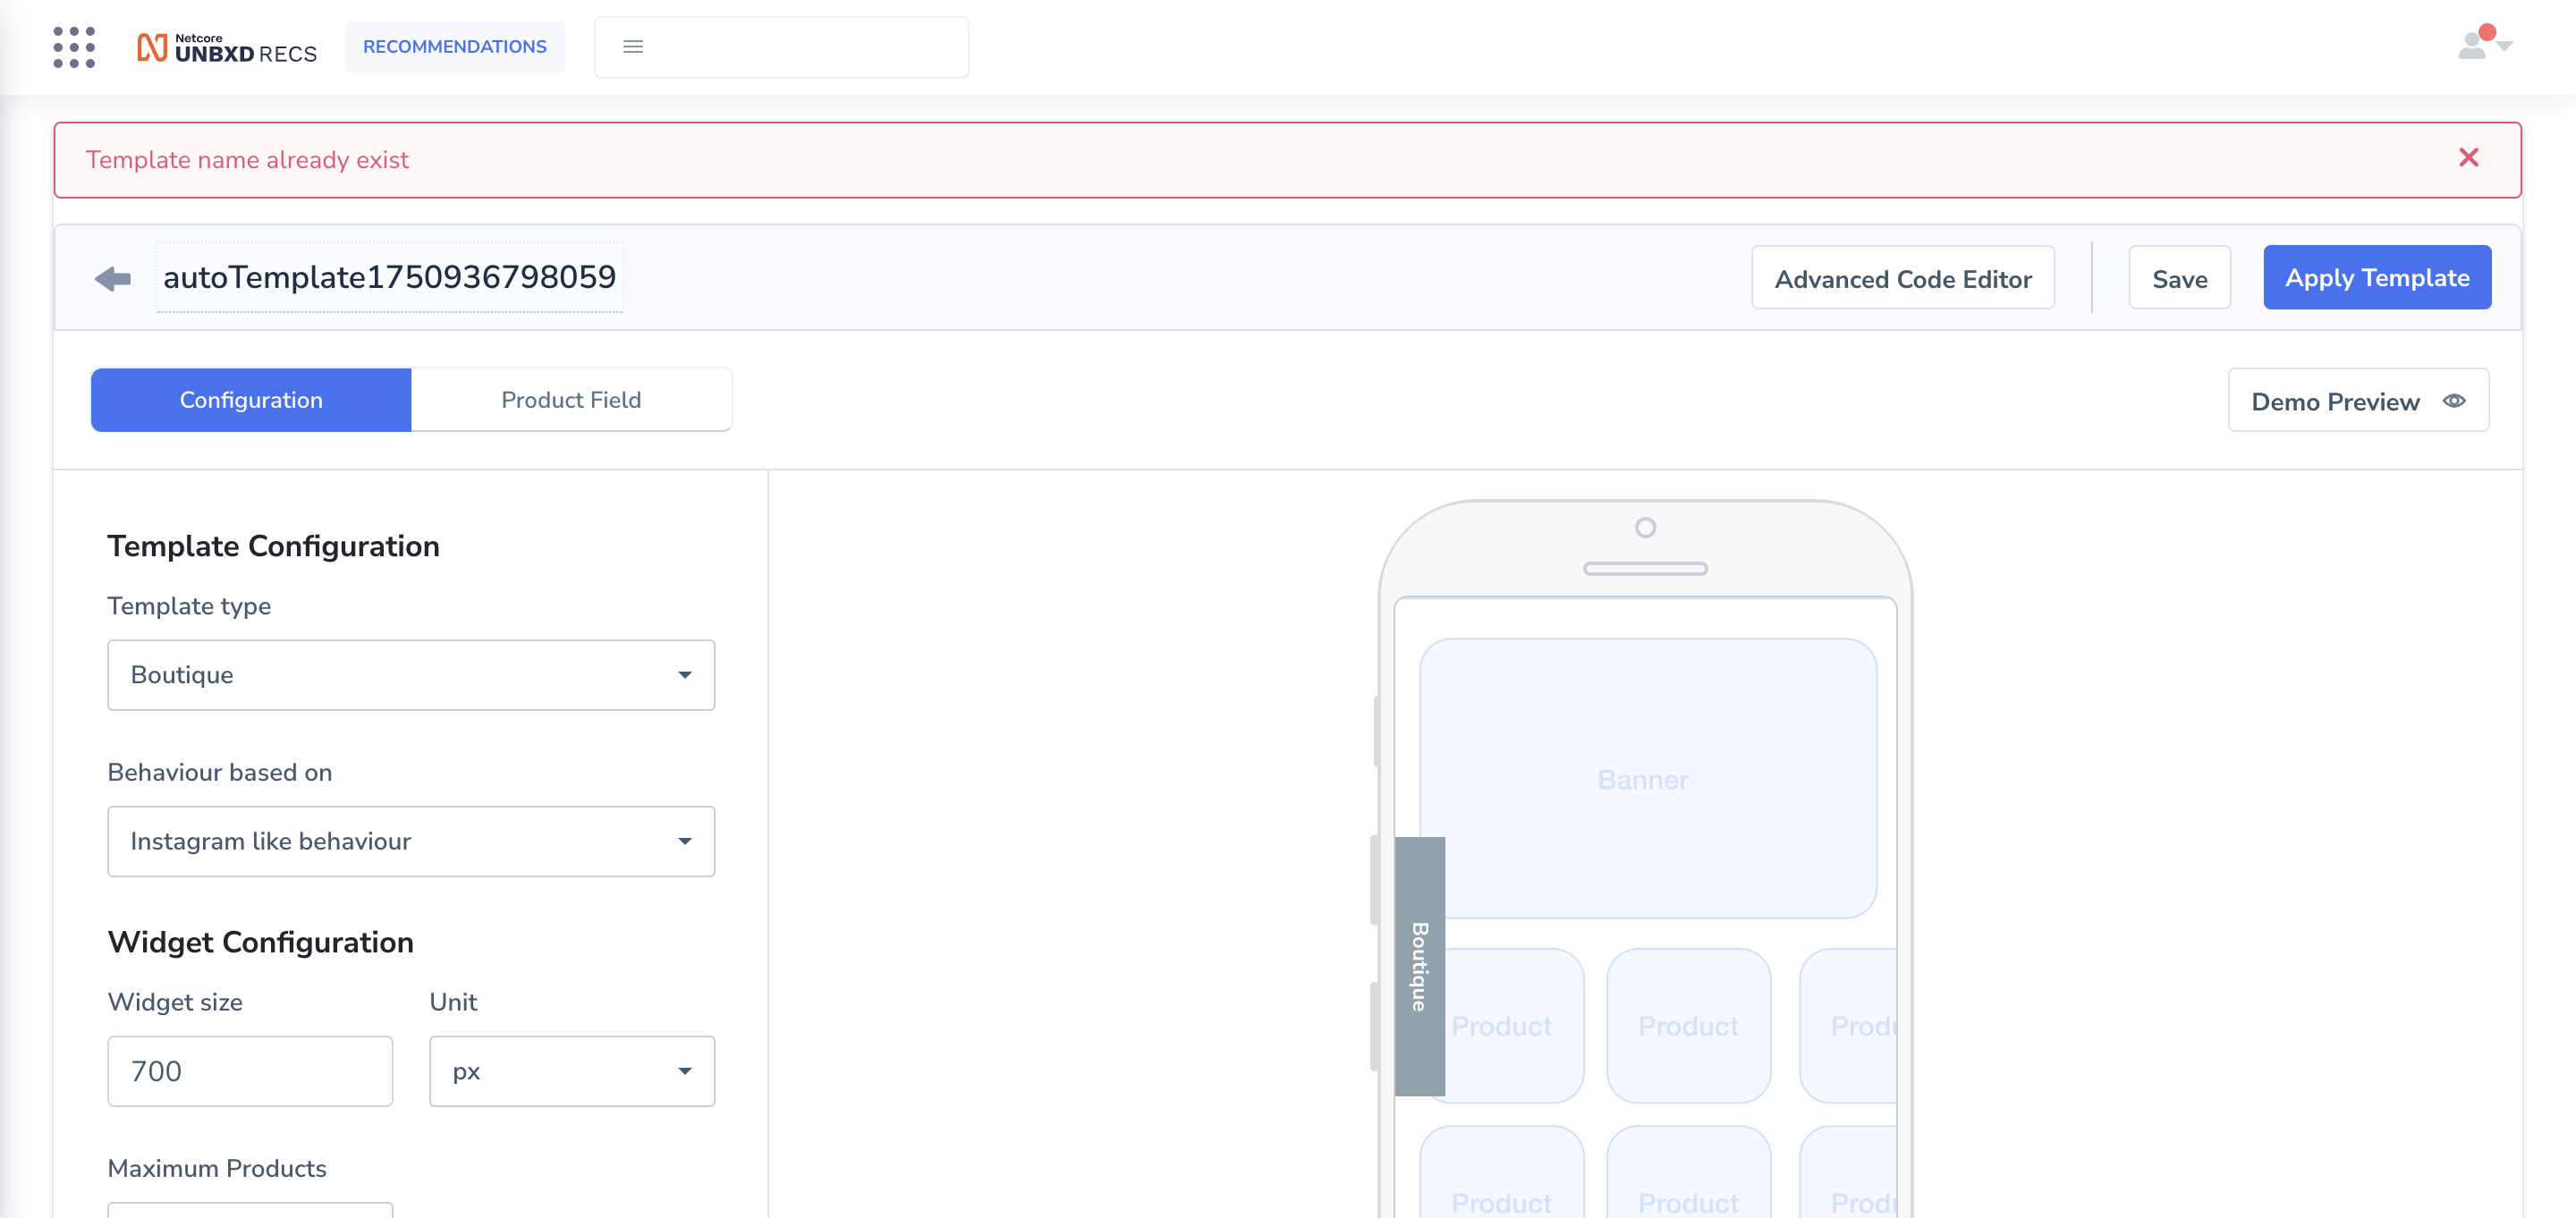 Netcore
UNBXD RECS
RECOMMENDATIONS
Template name already exist
autoTemplate1750936798059
Advanced Code Editor
Save
Apply Template
Configuration
Product Field
Demo Preview
Template Configuration
Template type
Boutique
Behaviour based on
Instagram like behaviour
Widget Configuration
Widget size
Unit
700
px
Maximum Products
Banner
Boutique
Product
Product
Produ
Product
Product
Produ